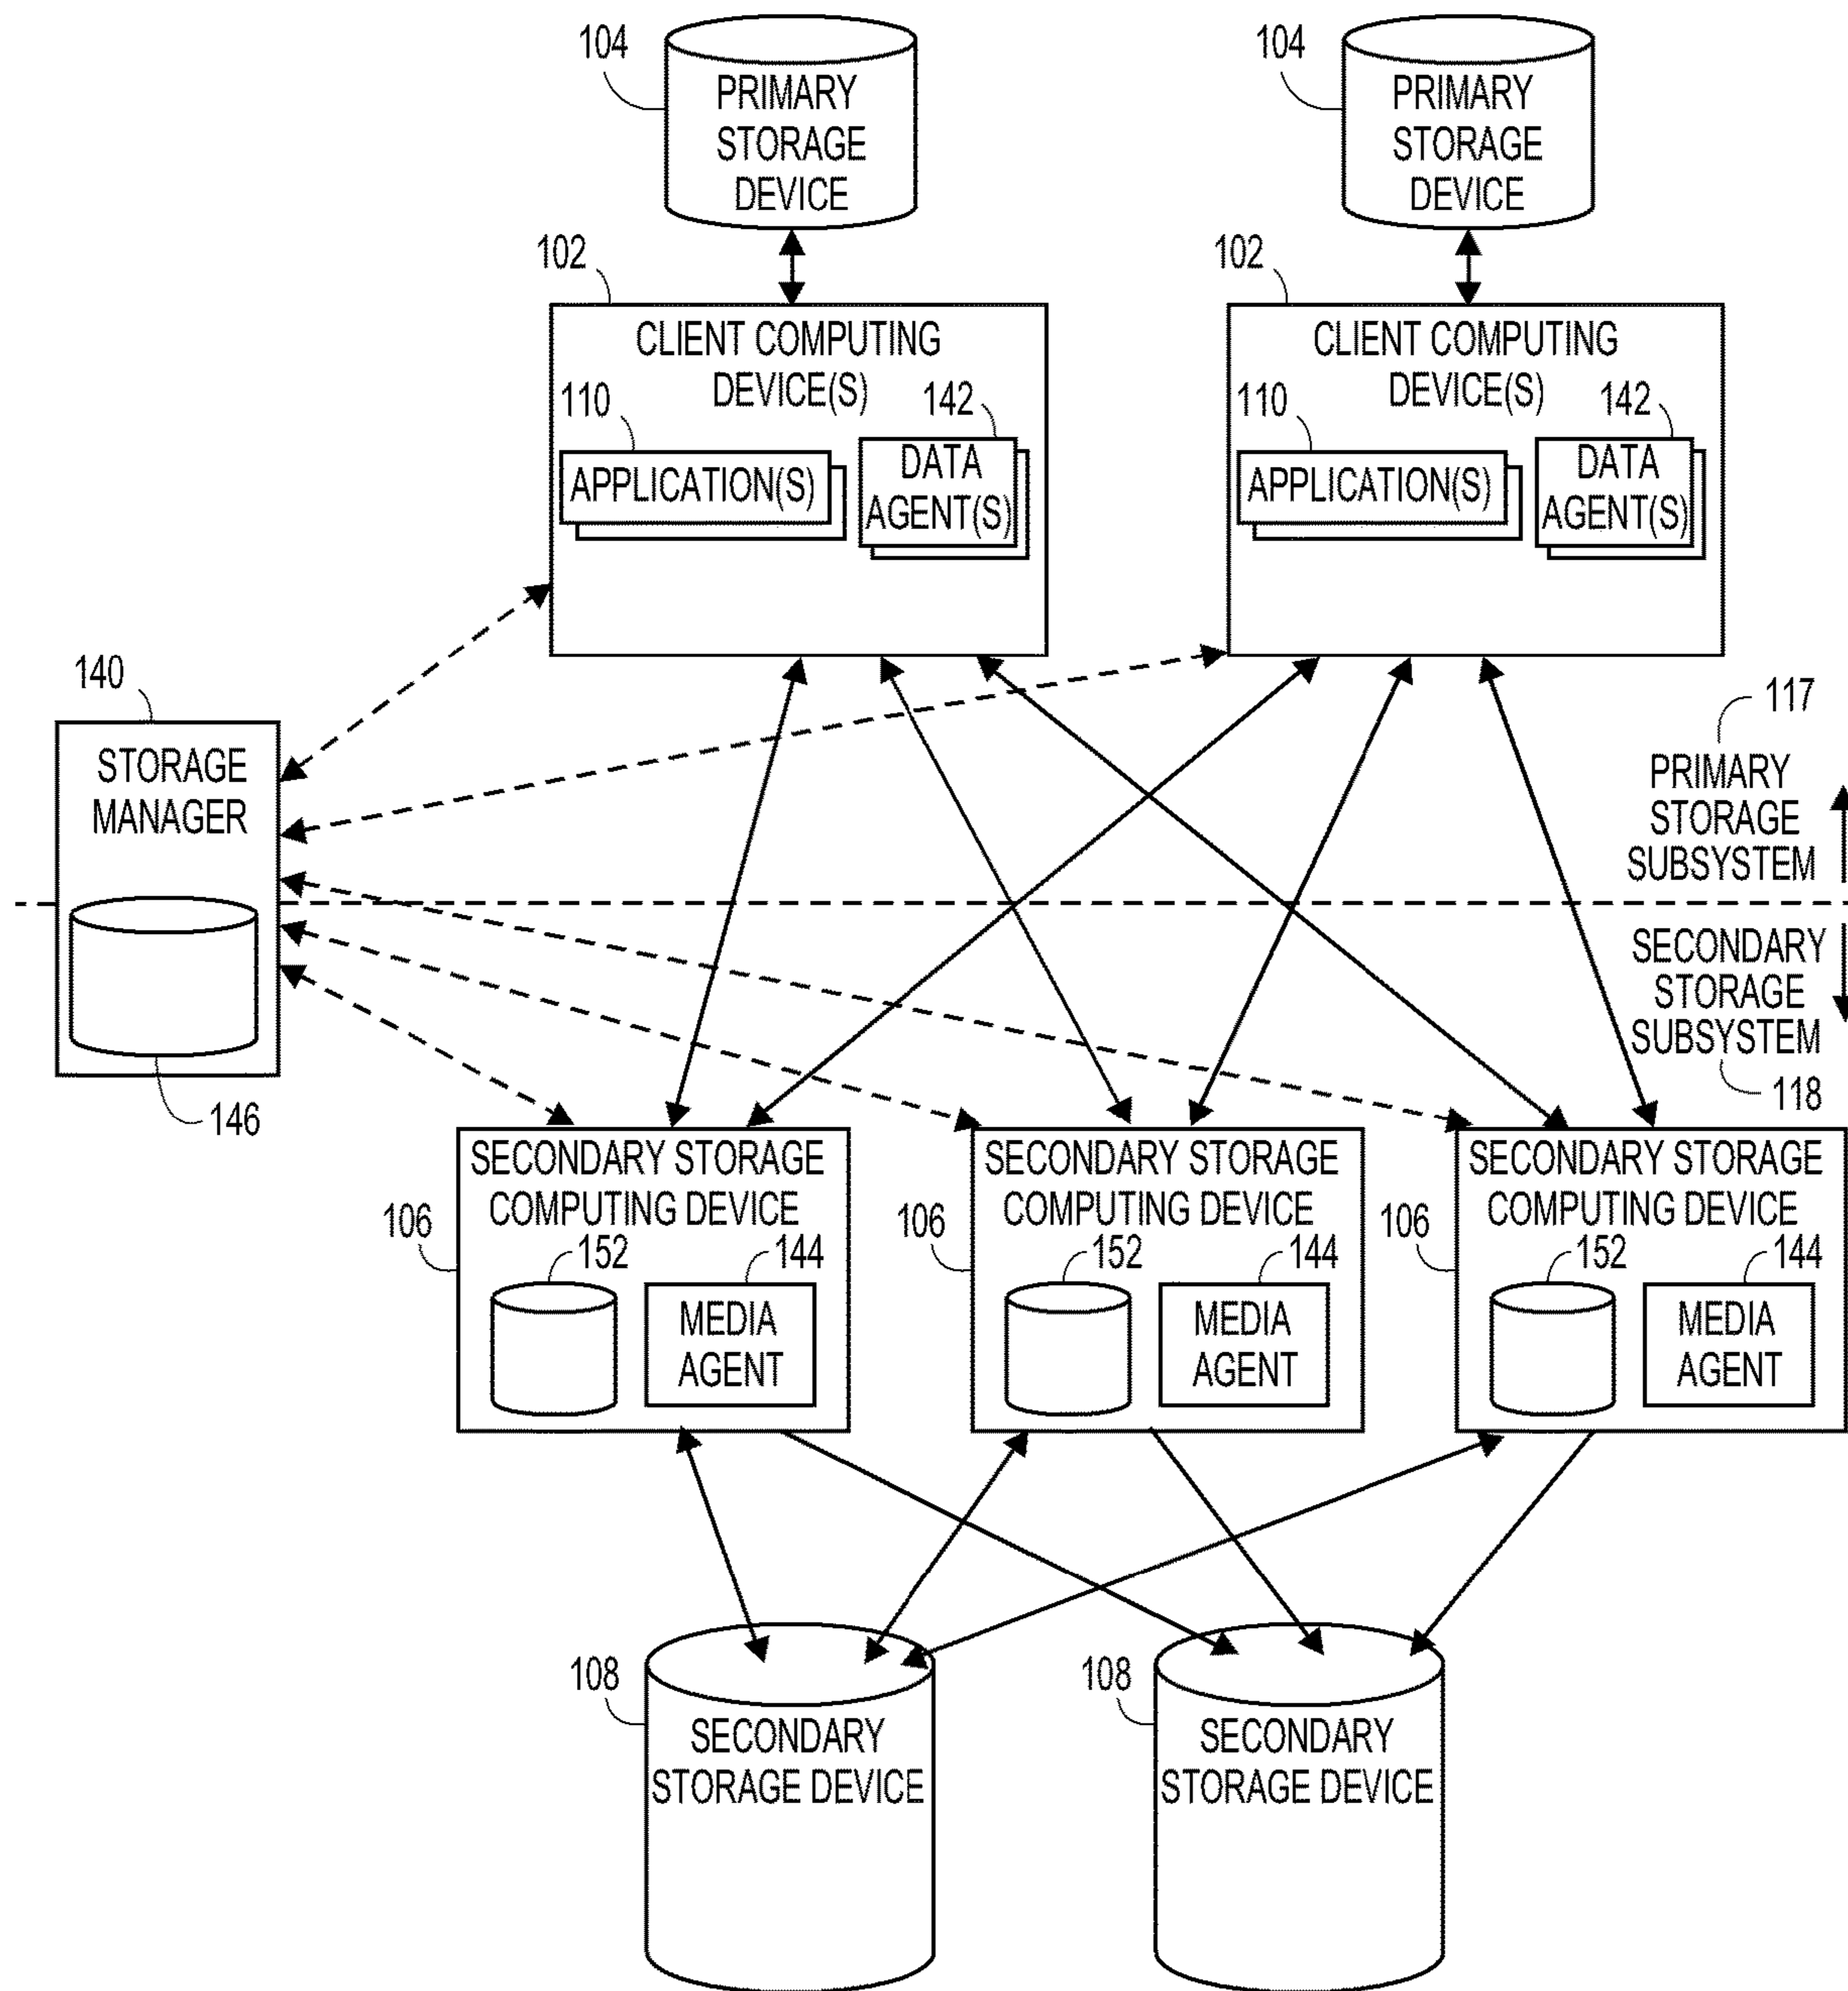 104
PRIMARY
STORAGE
DEVICE
104
PRIMARY
STORAGE
DEVICE
102
CLIENT COMPUTING
DEVICE(S)
110
142
APPLICATION(S)
DATA
AGENT(S)
102
CLIENT COMPUTING
DEVICE(S)
110
142
APPLICATION(S)
DATA
AGENT(S)
140
STORAGE
MANAGER
146
117
PRIMARY
STORAGE
SUBSYSTEM
SECONDARY
STORAGE
SUBSYSTEM
118
SECONDARY STORAGE
COMPUTING DEVICE
106
152
144
MEDIA
AGENT
SECONDARY STORAGE
COMPUTING DEVICE
106
152
144
MEDIA
AGENT
SECONDARY STORAGE
COMPUTING DEVICE
106
152
144
MEDIA
AGENT
108
SECONDARY
STORAGE DEVICE
108
SECONDARY
STORAGE DEVICE